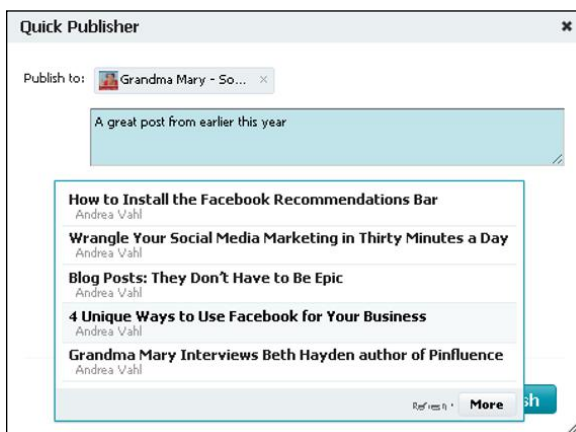 Quick Publisher
Publish to: Grandma Mary - So... ×
A great post from earlier this year
How to Install the Facebook Recommendations Bar
Andrea Vahl
Wrangle Your Social Media Marketing in Thirty Minutes a Day
Andrea Vahl
Blog Posts: They Don't Have to Be Epic
Andrea Vahl
4 Unique Ways to Use Facebook for Your Business
Andrea Vahl
Grandma Mary Interviews Beth Hayden author of Pinfluence
Andrea Vahl
Refresh · More sh